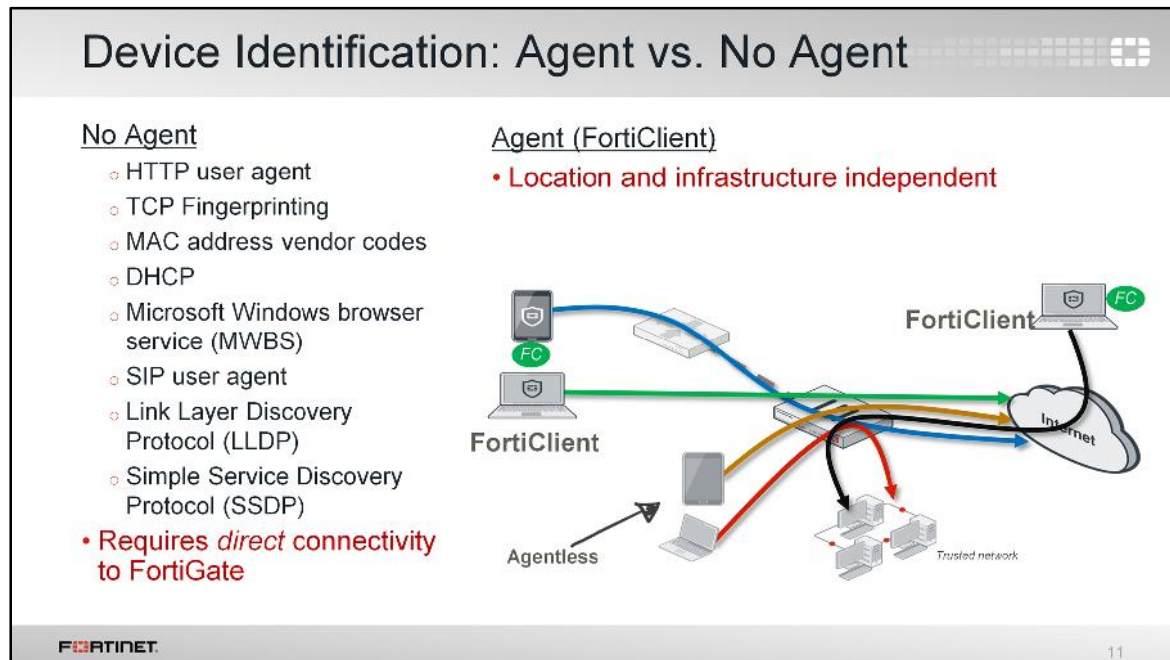 Device Identification: Agent vs. No Agent
No Agent
HTTP user agent
TCP Fingerprinting
MAC address vendor codes
DHCP
Microsoft Windows browser
service (MWBS)
SIP user agent
Link Layer Discovery
Protocol (LLDP)
Simple Service Discovery
Protocol (SSDP)
• Requires direct connectivity
to FortiGate
Agent (FortiClient)
• Location and infrastructure independent
FC
FortiClient
FC
FortiClient
Internet
Agentless
Trusted network
FORTINET.
11